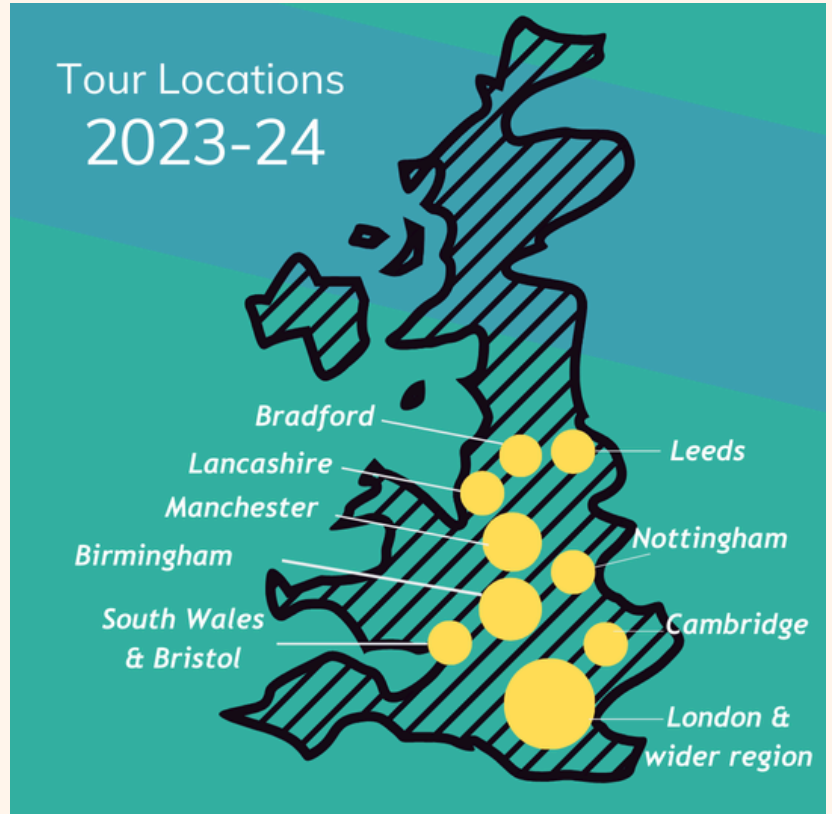 Tour Locations
2023-24
Bradford
Leeds
Lancashire
Manchester
Nottingham
Birmingham
South Wales
& Bristol
Cambridge
London &
wider region